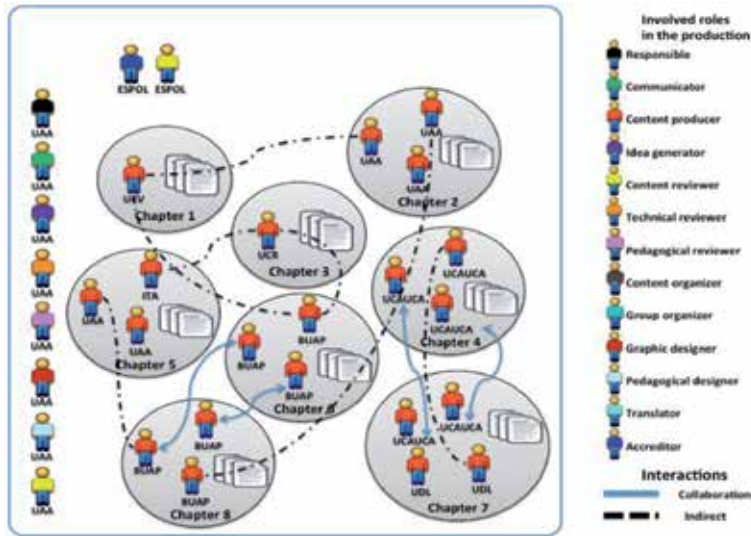 Involved roles
in the production
Responsible
Communicator
Content producer
Idea generator
Content reviewer
Technical reviewer
Pedagogical reviewer
Content organizer
Group organizer
Graphic designer
Pedagogical designer
Translator
Accreditor
Interactions
Collaboration
Indirect
ESPOL ESPOL
UAA
UAA
UAA
UAA
UAA
UAA
UAA
UAA
Chapter 1
UAA
UAA
UAA
Chapter 2
UCR
Chapter 3
UCAUCA
UCAUCA
UCAUCA
Chapter 4
ITA
UAA
UAA
Chapter 5
BUAP
BUAP
BUAP
BUAP
BUAP
BUAP
Chapter 8
UCAUCA
UCAUCA
UDL
UDL
Chapter 7